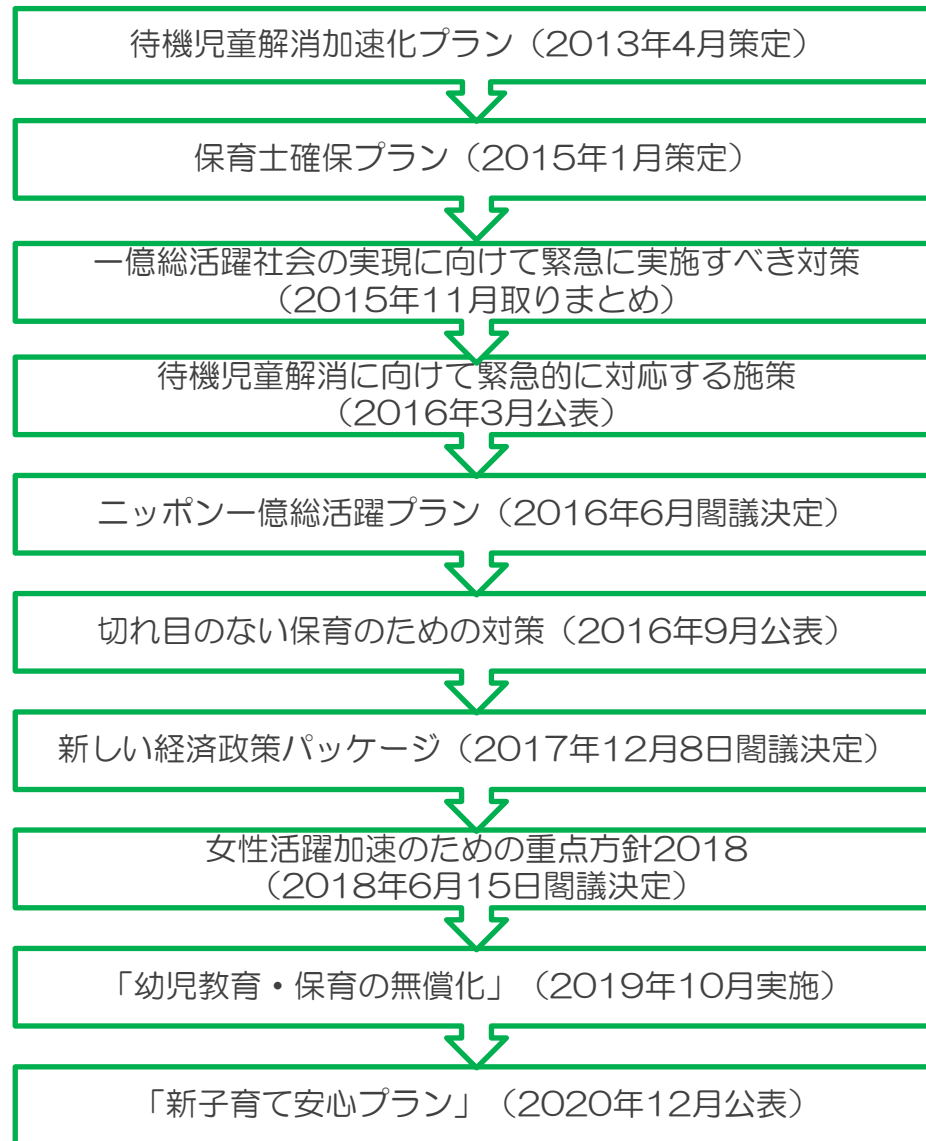 待機児童解消加速化プラン（2013年4月策定）
保育士確保プラン（2015年1月策定）
一億総活躍社会の実現に向けて緊急に実施すべき対策
（2015年11月取りまとめ）
待機児童解消に向けて緊急的に対応する施策
（2016年3月公表）
ニッポン一億総活躍プラン（2016年6月閣議決定）
切れ目のない保育のための対策（2016年9月公表）
新しい経済政策パッケージ（2017年12月8日閣議決定）
女性活躍加速のための重点方針2018
（2018年6月15日閣議決定）
「幼児教育・保育の無償化」（2019年10月実施）
「新子育て安心プラン」（2020年12月公表）